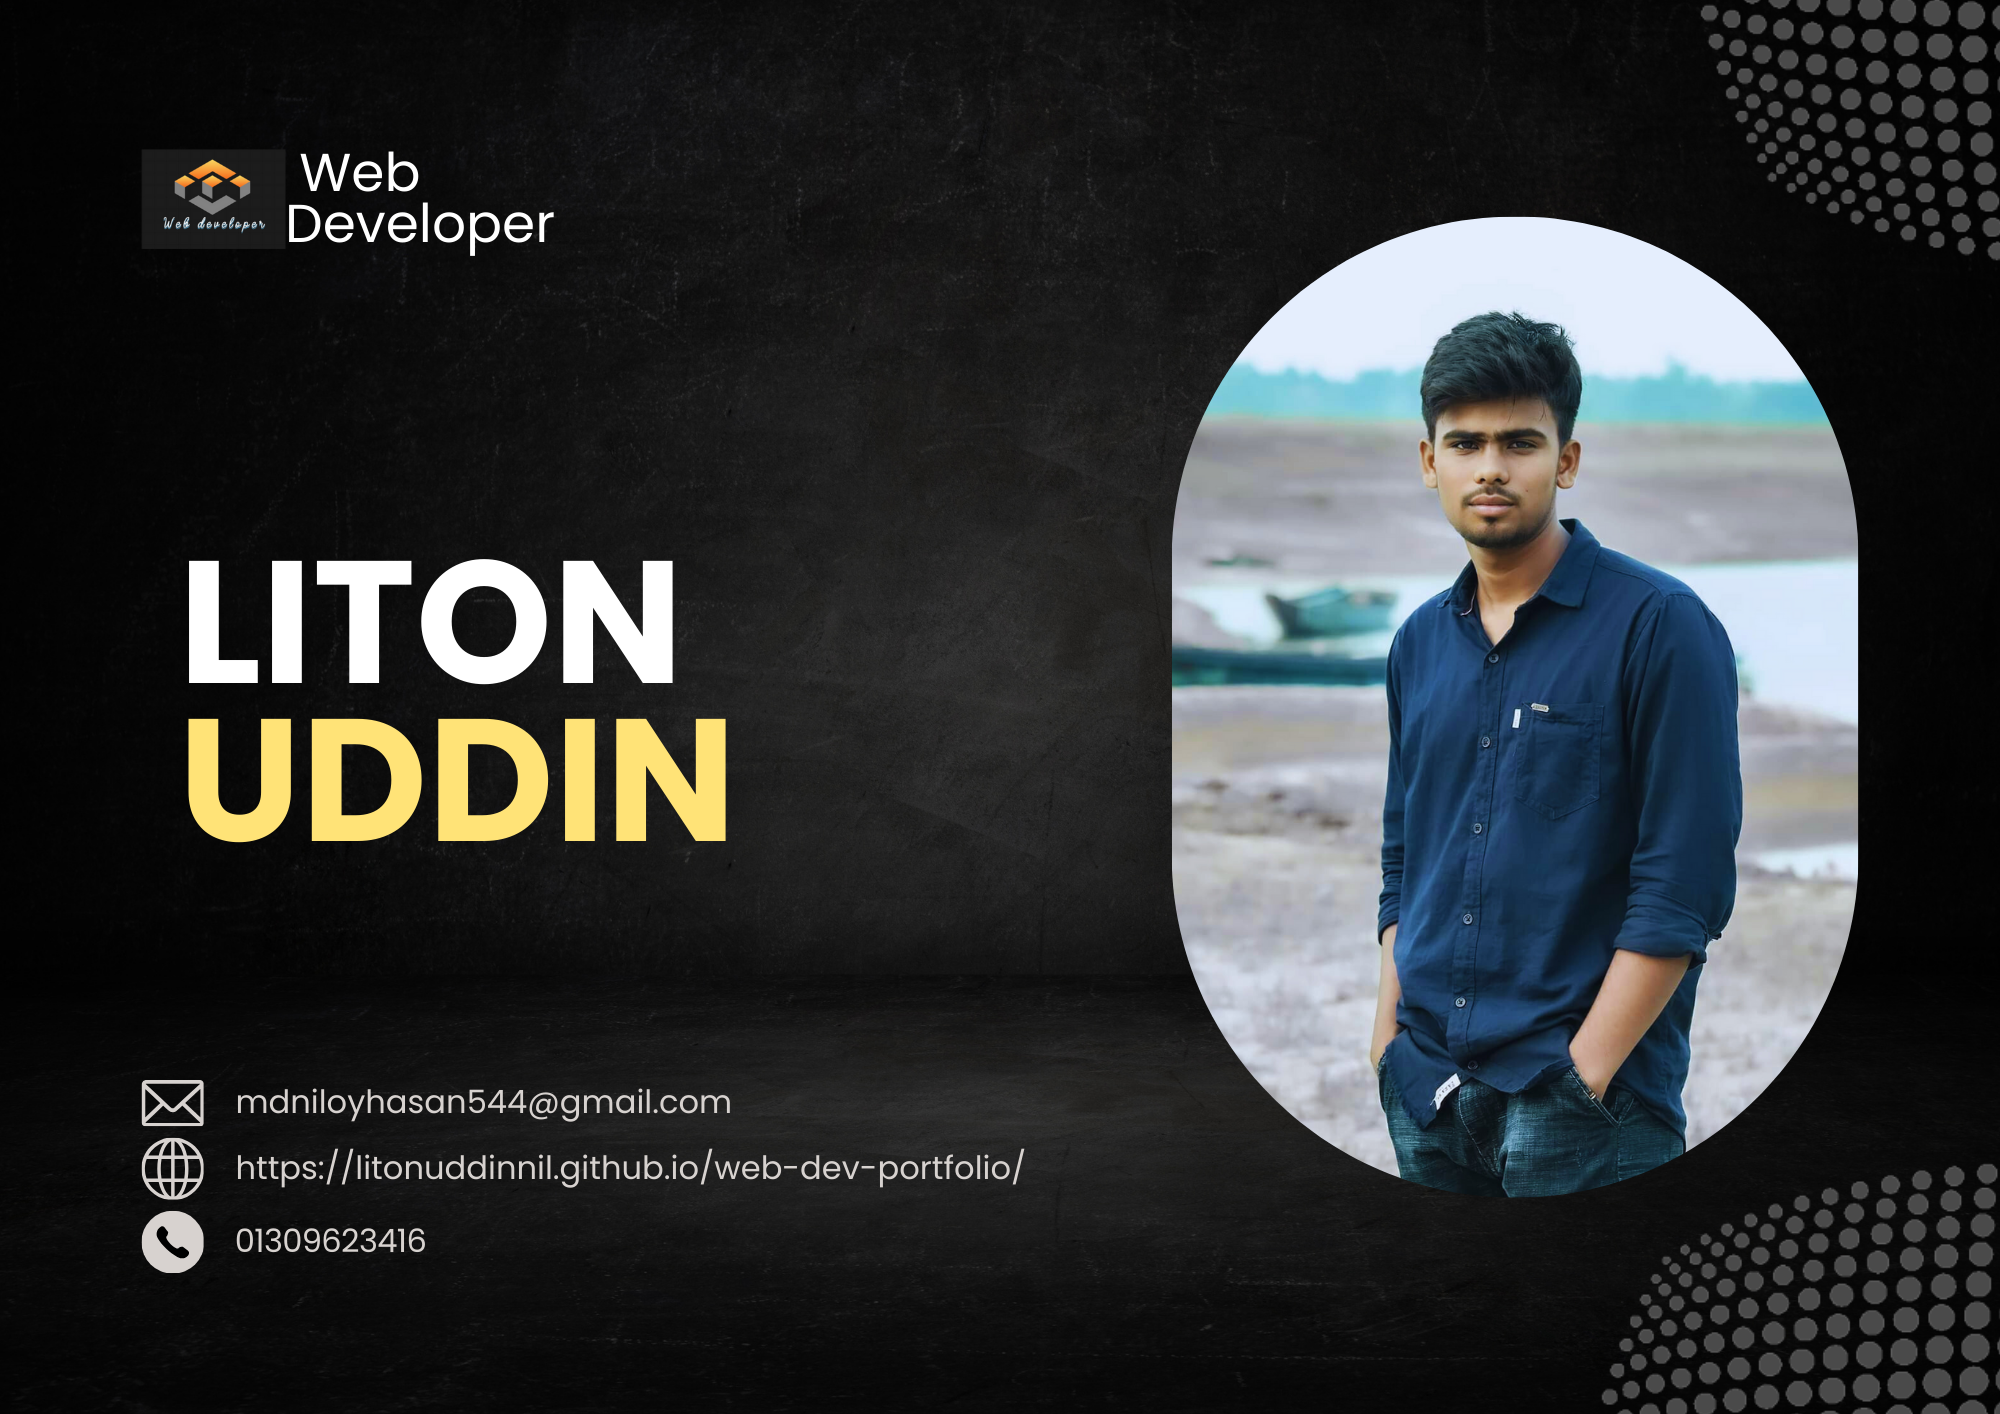 Web developer
Web
Developer
LITON
UDDIN
mdniloyhasan544@gmail.com
https://litonuddinnil.github.io/web-dev-portfolio/
01309623416